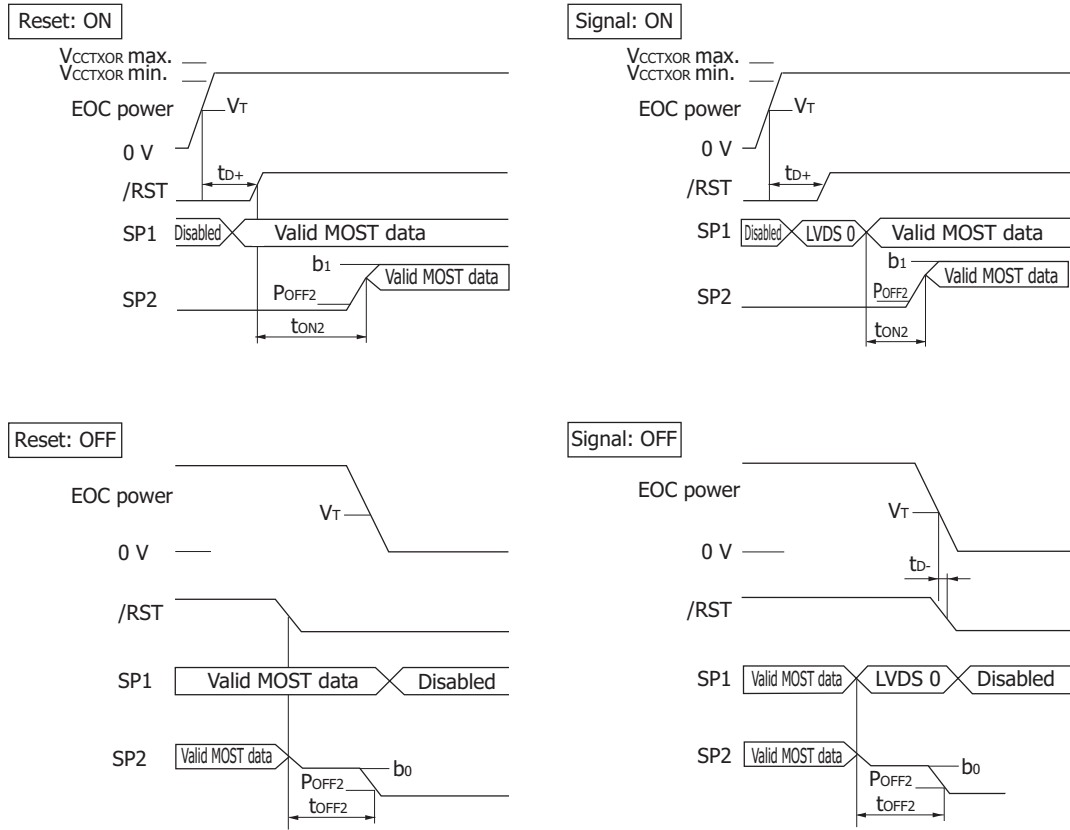 Reset: ON
VCCTXOR max.
VCCTXOR min.
EOC power
VT
0 V
tD+
/RST
SP1
Disabled
Valid MOST data
b1
Valid MOST data
POFF2
SP2
tON2
Signal: ON
VCCTXOR max.
VCCTXOR min.
EOC power
VT
0 V
tD+
/RST
SP1
Disabled
LVDS 0
Valid MOST data
b1
Valid MOST data
POFF2
SP2
tON2
Reset: OFF
EOC power
VT
0 V
/RST
SP1
Valid MOST data
Disabled
SP2
Valid MOST data
b0
POFF2
tOFF2
Signal: OFF
EOC power
VT
0 V
tD-
/RST
SP1
Valid MOST data
LVDS 0
Disabled
SP2
Valid MOST data
b0
POFF2
tOFF2